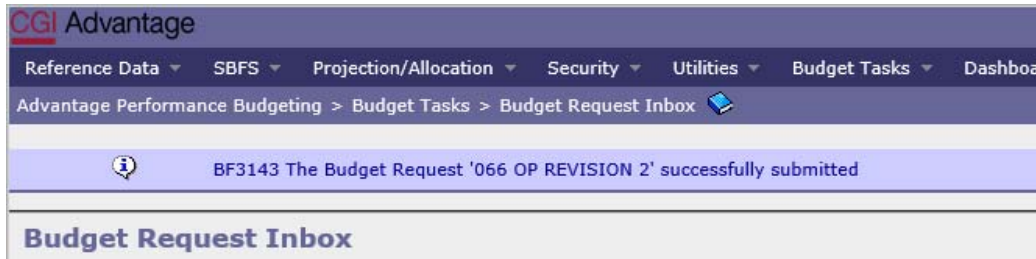 CGI Advantage
Reference Data SBFS Projection/Allocation Security Utilities Budget Tasks Dashboa
Advantage Performance Budgeting > Budget Tasks > Budget Request Inbox
BF3143 The Budget Request '066 OP REVISION 2' successfully submitted
Budget Request Inbox